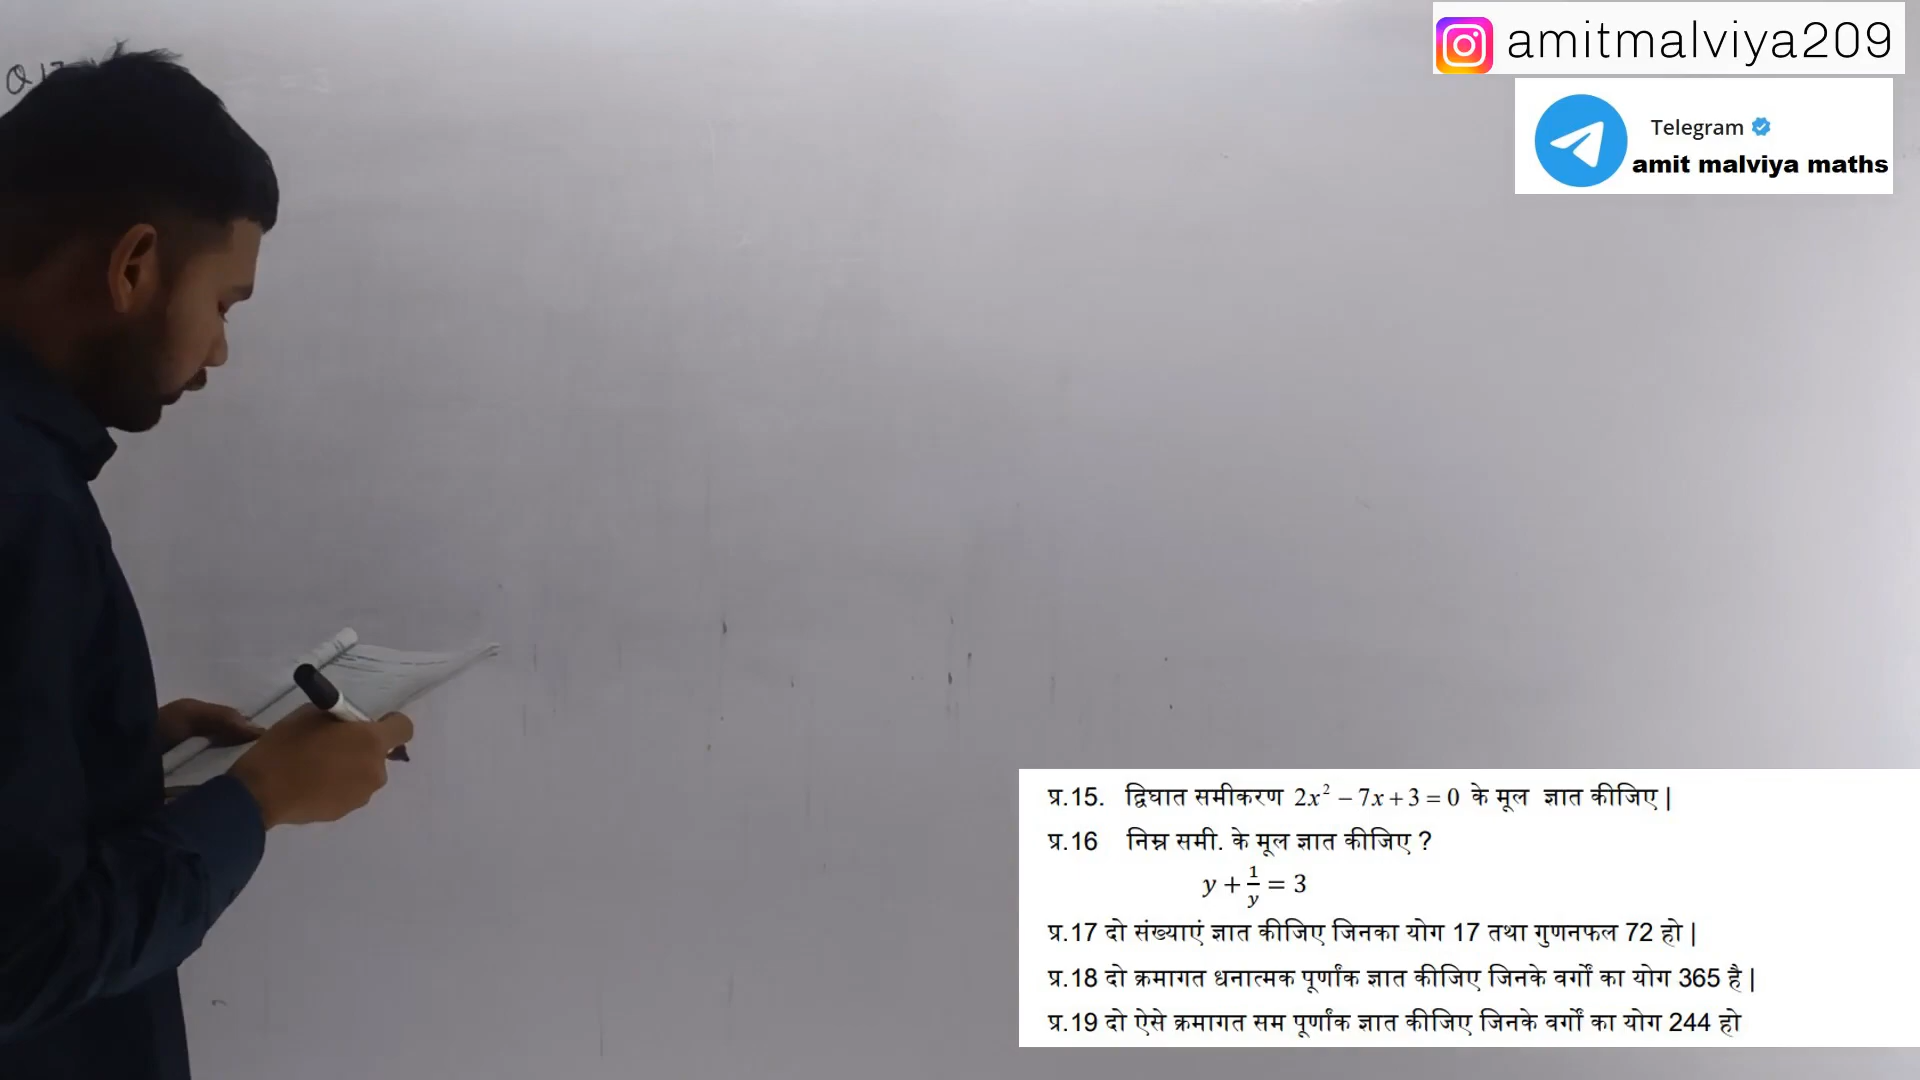 amitmalviya209
Telegram
amit malviya maths
प्र.15. द्विघात समीकरण 2x² – 7x + 3 = 0 के मूल ज्ञात कीजिए |
प्र.16 निम्न समी. के मूल ज्ञात कीजिए ?
y + 1/y = 3
प्र.17 दो संख्याएं ज्ञात कीजिए जिनका योग 17 तथा गुणनफल 72 हो |
प्र.18 दो क्रमागत धनात्मक पूर्णांक ज्ञात कीजिए जिनके वर्गों का योग 365 है |
प्र.19 दो ऐसे क्रमागत सम पूर्णांक ज्ञात कीजिए जिनके वर्गों का योग 244 हो